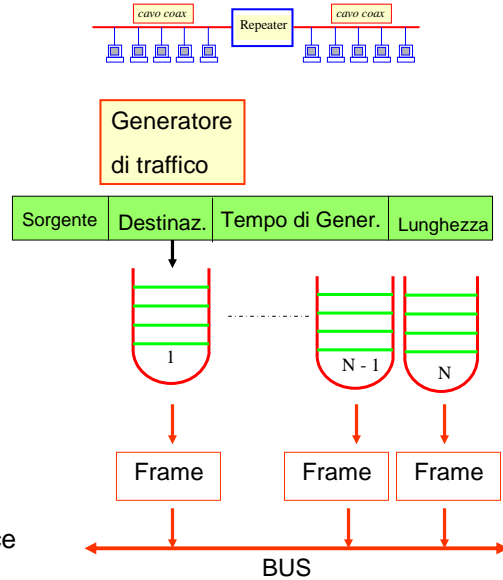 cavo coax
Repeater
cavo coax
Generatore
di traffico
Sorgente Destinaz. Tempo di Gener. Lunghezza
1
N - 1
N
Frame Frame Frame
BUS